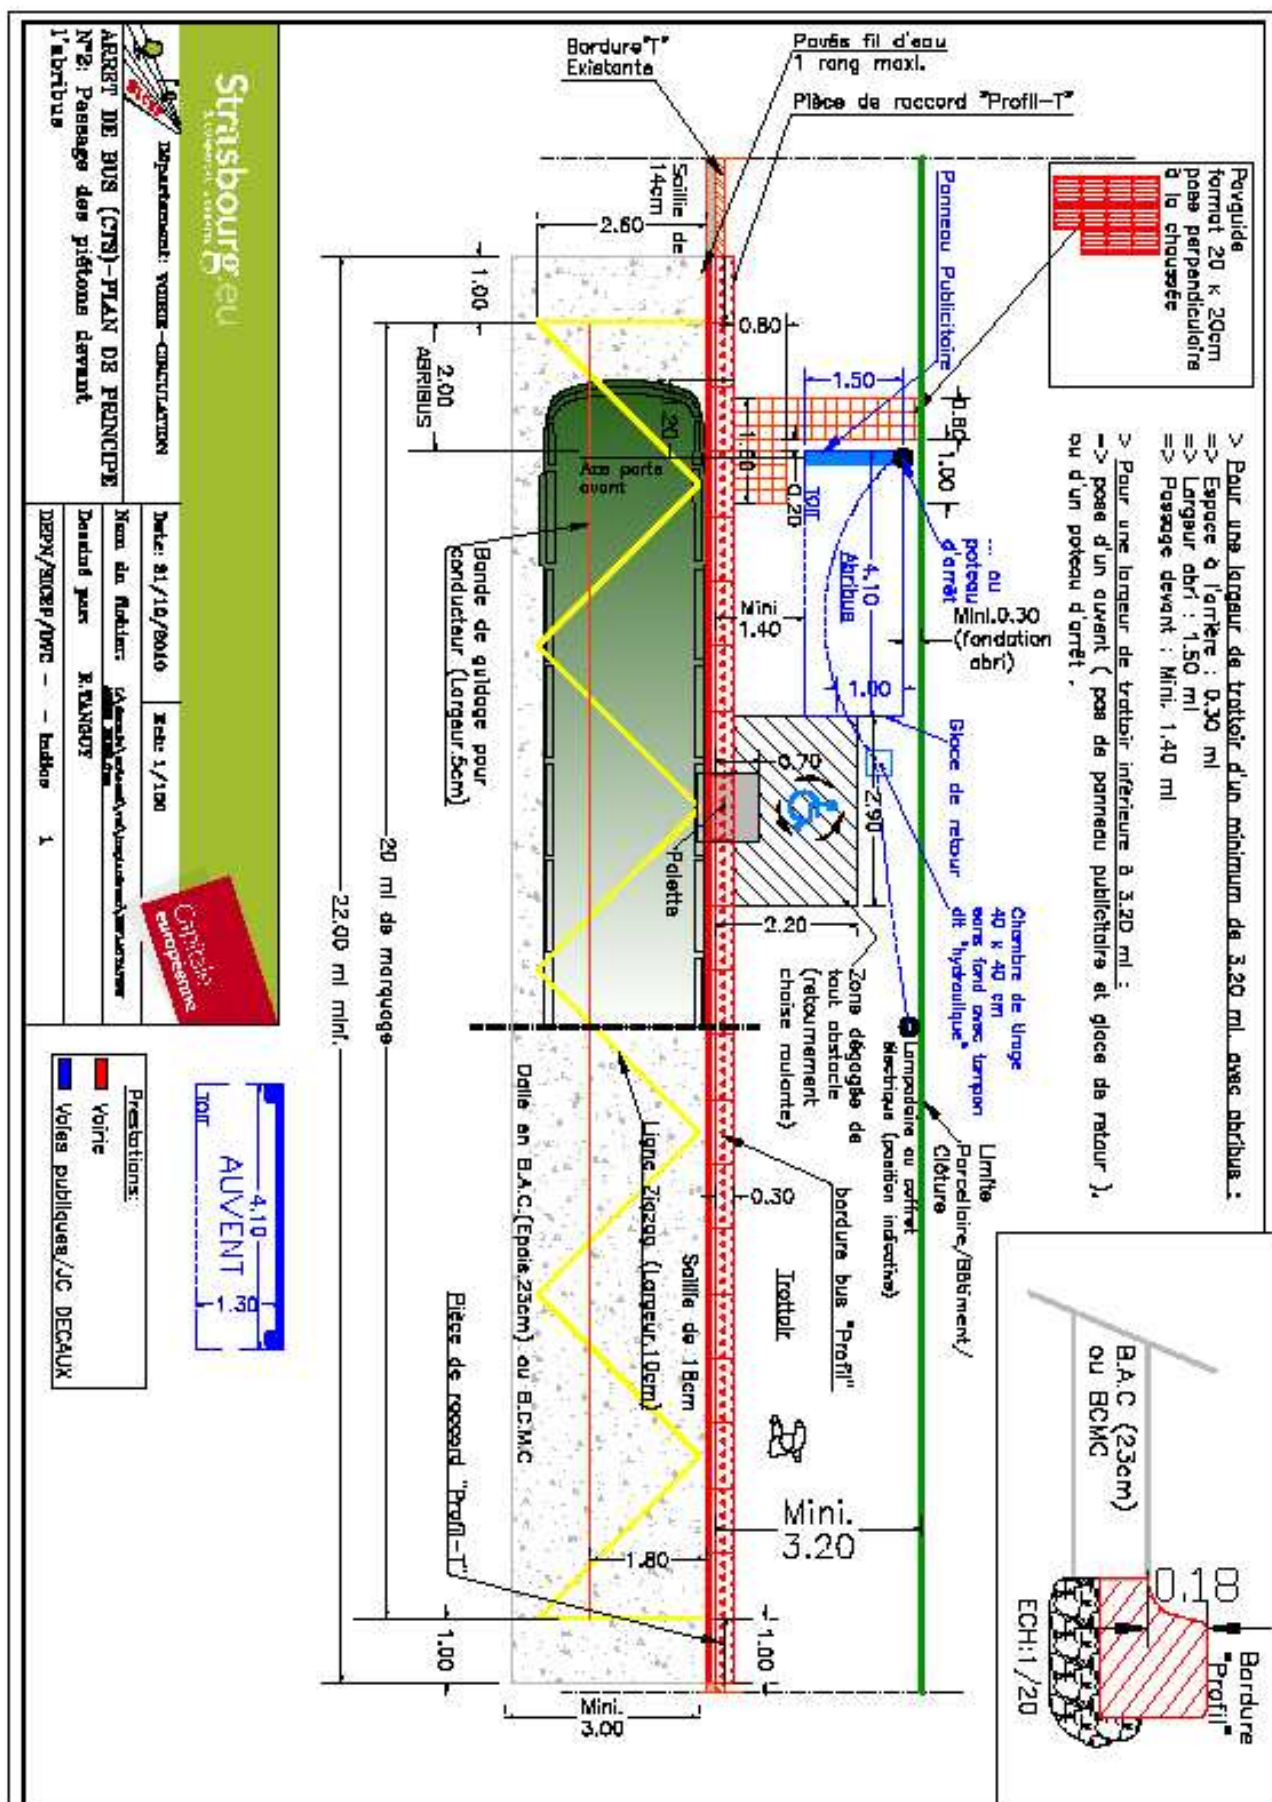 Pavguide
format 20 x 20cm
pose perpendiculaire
à la chaussée
> Pour une largeur de trottoir d'un minimum de 3.20 ml. avec abribus :
=> Espace à l'arrière : 0.30 ml
=> Largeur abri : 1.50 ml
=> Passage devant : Mini. 1.40 ml
> Pour une largeur de trottoir inférieure à 3.20 ml :
=> pose d'un auvent ( pas de panneau publicitaire et glace de retour ),
ou d'un poteau d'arrêt .
B.A.C (23cm)
ou BCMC
0.18
Bordure
"Profil"
ECH:1/20
Bordure"T"
Existante
Pavés fil d'eau
1 rang maxi.
Pièce de raccord "Profil-T"
Panneau Publicitaire
Saillie de
14cm
2.60
1.00
0.80
1.50
0.80
1.00
... ou
poteau
d'arrêt
Mini.0.30
(fondation
abri)
TOIT
Abribus
4.10
1.00
0.20
Mini
1.40
2.00
ABRIBUS
Axe porte
avant
Bande de guidage pour
conducteur (Largeur.5cm)
Glace de retour
Chambre de tirage
40 x 40 cm
sans fond avec tampon
dit "hydraulique"
0.70
2.90
2.20
Palette
Zone dégagée de
tout obstacle
(retournement
chaise roulante)
Lampadaire ou coffret
électrique (position indicative)
Limite
Parcellaire/Bâtiment/
Clôture
0.30
bordure bus "Profil"
Trottoir
Mini.
3.20
Saillie de 18cm
Ligne Zigzag (Largeur.10cm)
Dalle en B.A.C.(Epais.23cm) ou B.C.M.C
Pièce de raccord "Profil-T"
1.80
1.00
1.00
Mini.
3.00
20 ml de marquage
22.00 ml mini.
Strasbourg.eu
Capitale
européenne
Département: VOIRIE-CIRCULATION
ARRET DE BUS (CTS)-PLAN DE PRINCIPE
N°2: Passage des piétons devant
l'abribus
Ech: 1/100
Nom du fichier:
Dessiné par
R.TANGUY
Indice 1
TOIT
AUVENT
4.10
1.30
Prestations:
Voirie
Voies publiques/JC DECAUX